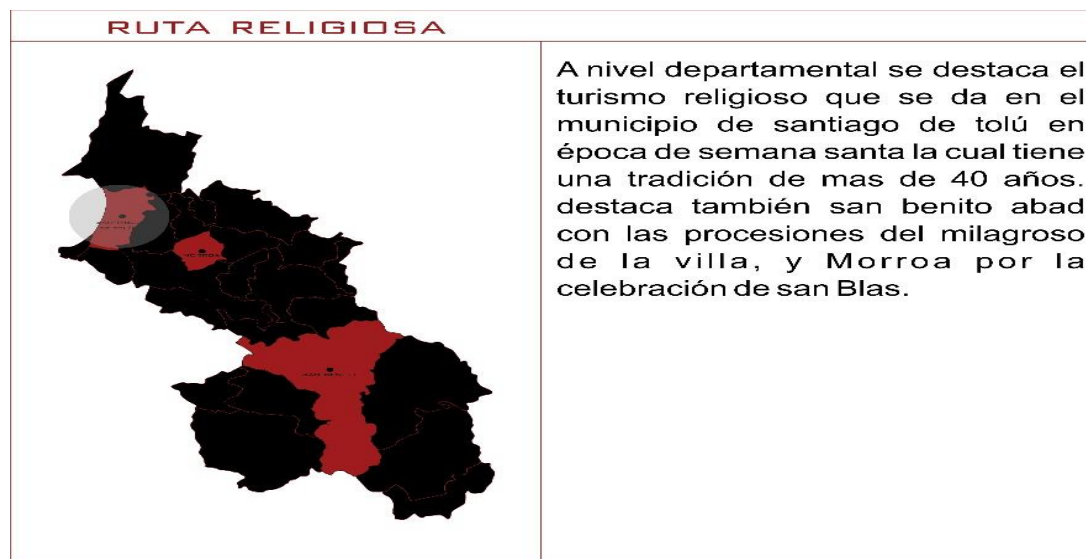 RUTA RELIGIOSA
A nivel departamental se destaca el
turismo religioso que se da en el
municipio de santiago de tolú en
época de semana santa la cual tiene
una tradición de mas de 40 años.
destaca también san benito abad
con las procesiones del milagroso
de la villa, y Morroa por la
celebración de san Blas.